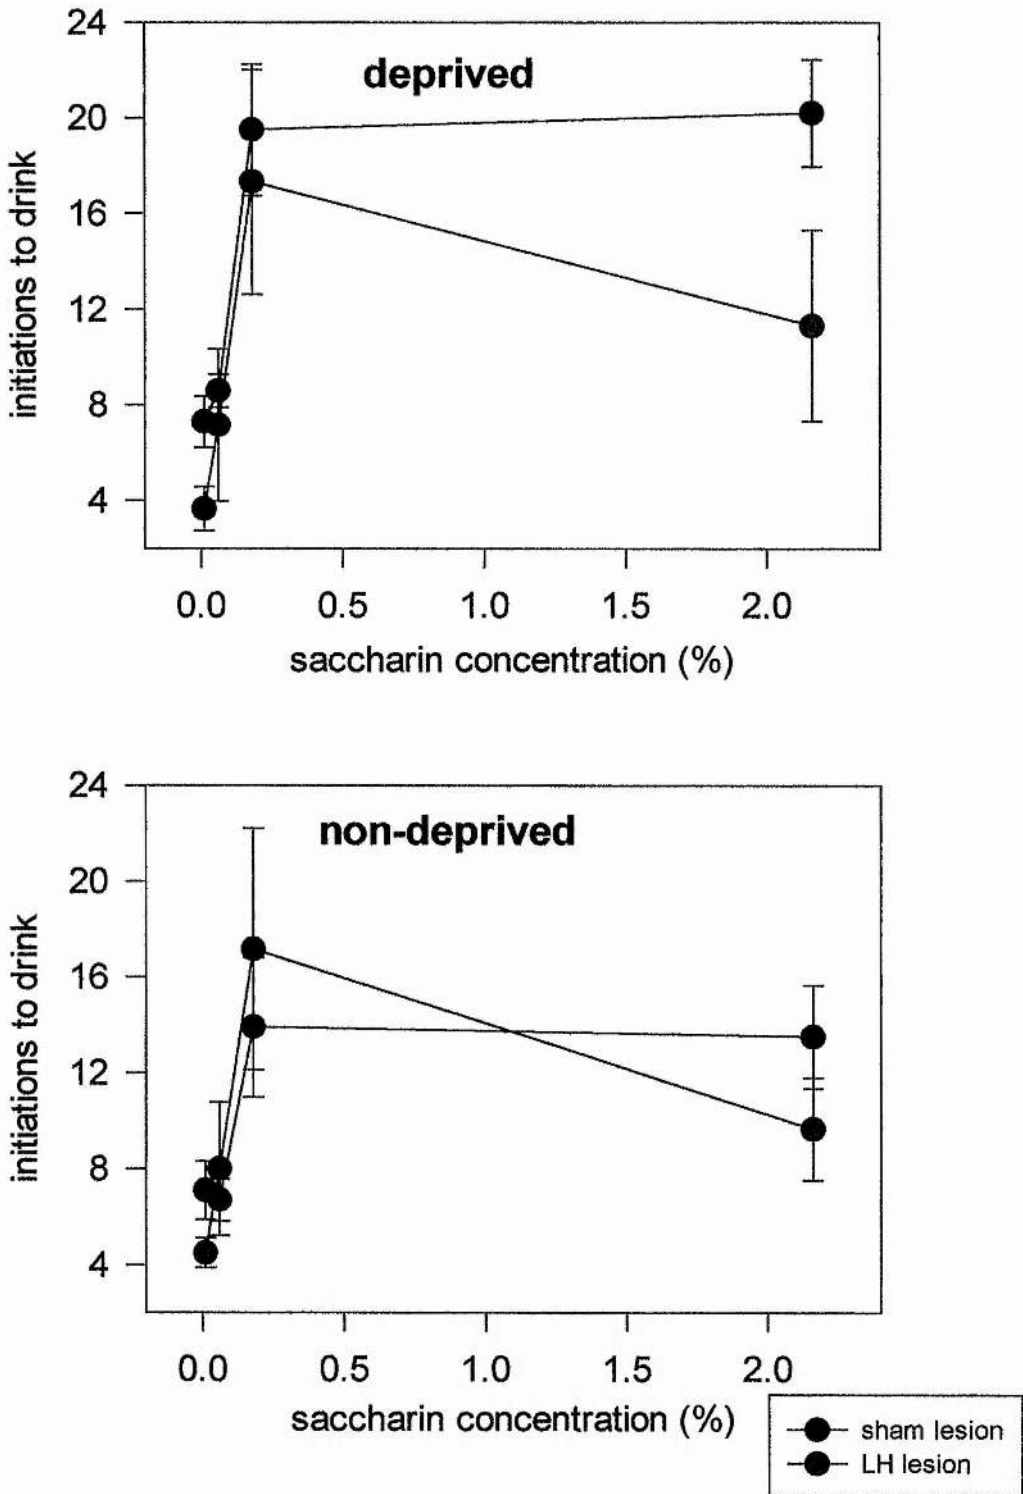 24
deprived
20
16
12
8
4
initiations to drink
0.0 0.5 1.0 1.5 2.0
saccharin concentration (%)
24
non-deprived
20
16
12
8
4
initiations to drink
0.0 0.5 1.0 1.5 2.0
saccharin concentration (%)
sham lesion
LH lesion